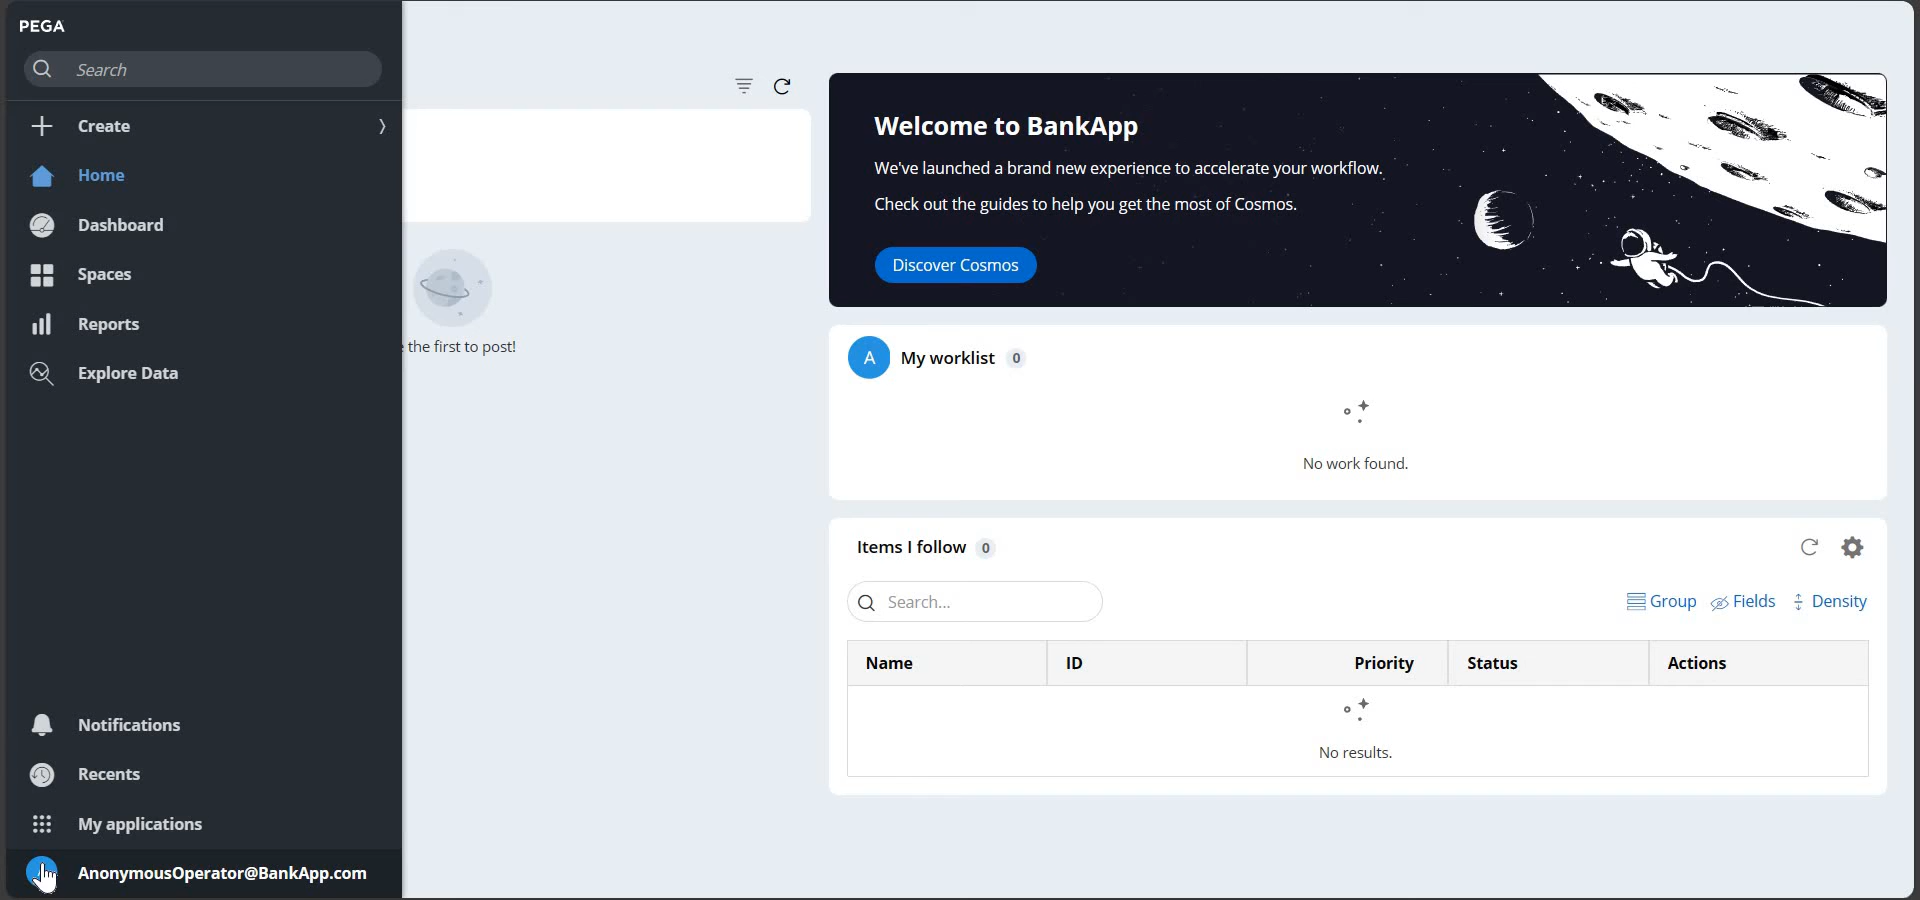 PEGA
Search
Create
Home
Dashboard
Spaces
Reports
Explore Data
Notifications
Recents
My applications
AnonymousOperator@BankApp.com
the first to post!
Welcome to BankApp
We've launched a brand new experience to accelerate your workflow.
Check out the guides to help you get the most of Cosmos.
Discover Cosmos
A My worklist 0
No work found.
Items I follow 0
Search...
Group Fields Density
Name ID Priority Status Actions
No results.